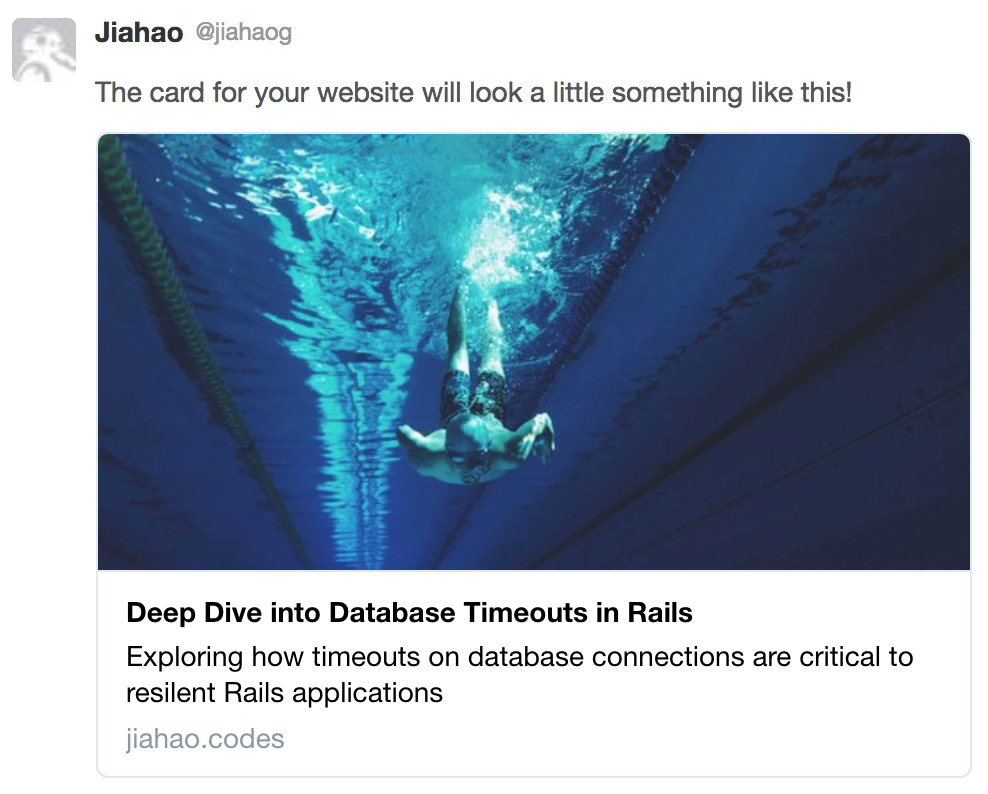 Jiahao @jiahaog
The card for your website will look a little something like this!
Deep Dive into Database Timeouts in Rails
Exploring how timeouts on database connections are critical to
resilent Rails applications
jiahao.codes